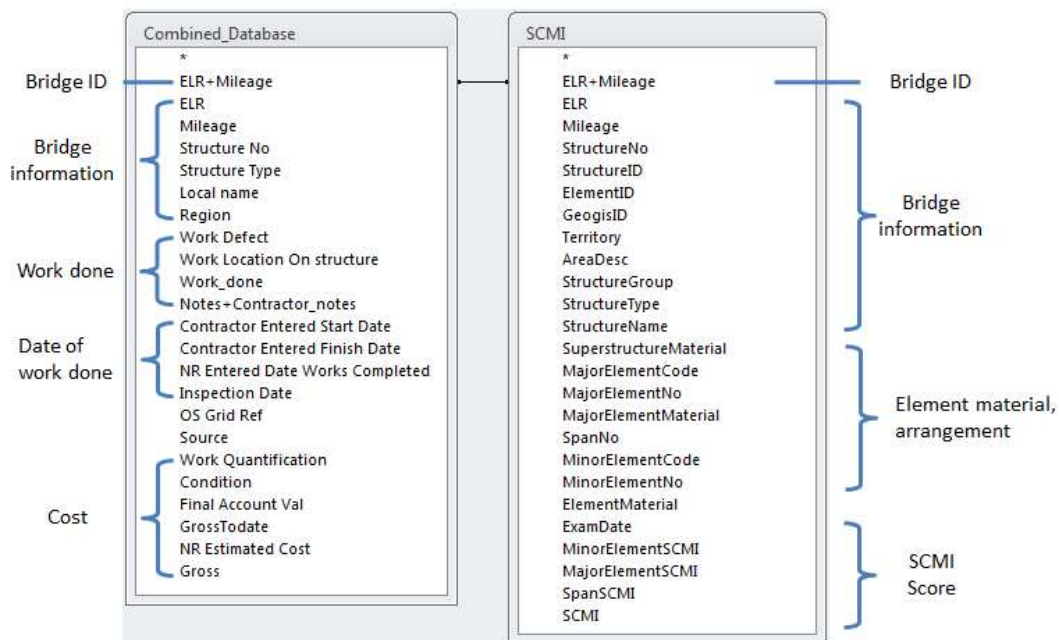 Combined_Database
*
ELR+Mileage
ELR
Mileage
Structure No
Structure Type
Local name
Region
Work Defect
Work Location On structure
Work_done
Notes+Contractor_notes
Contractor Entered Start Date
Contractor Entered Finish Date
NR Entered Date Works Completed
Inspection Date
OS Grid Ref
Source
Work Quantification
Condition
Final Account Val
GrossTodate
NR Estimated Cost
Gross
Bridge ID
Bridge
information
Work done
Date of
work done
Cost
SCMI
*
ELR+Mileage
ELR
Mileage
StructureNo
StructureID
ElementID
GeogisID
Territory
AreaDesc
StructureGroup
StructureType
StructureName
SuperstructureMaterial
MajorElementCode
MajorElementNo
MajorElementMaterial
SpanNo
MinorElementCode
MinorElementNo
ElementMaterial
ExamDate
MinorElementSCMI
MajorElementSCMI
SpanSCMI
SCMI
Bridge ID
Bridge
information
Element material,
arrangement
SCMI
Score